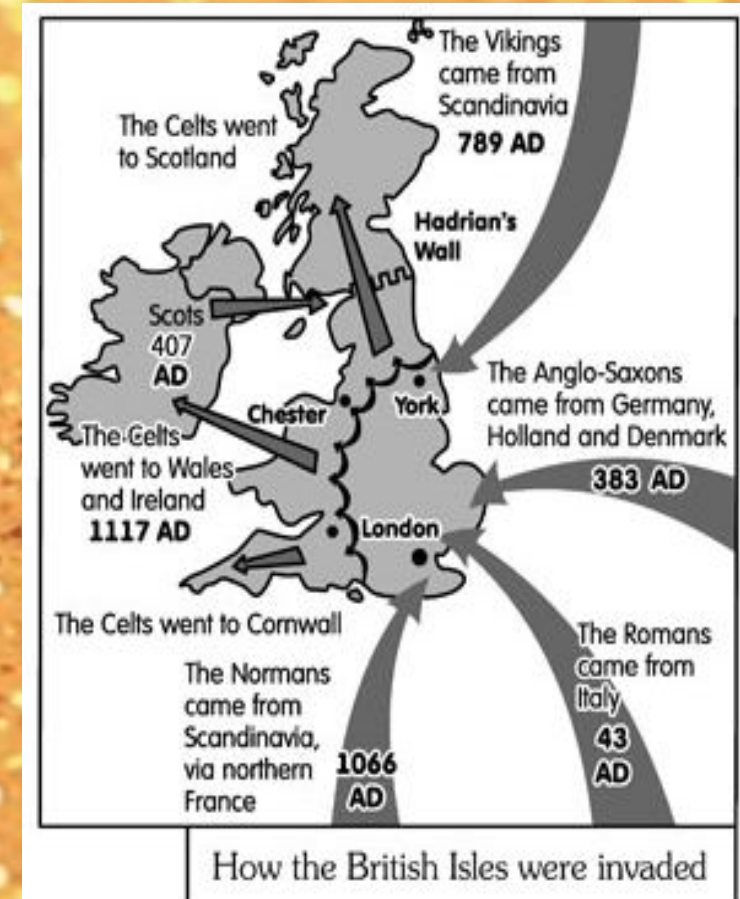 The Vikings
came from
Scandinavia
789 AD
The Celts went
to Scotland
Hadrian's
Wall
Scots
407
AD
The Anglo-Saxons
came from Germany,
Holland and Denmark
383 AD
Chester
York
The Celts
went to Wales
and Ireland
1117 AD
London
The Celts went to Cornwall
The Normans
came from
Scandinavia,
via northern
France
1066
AD
The Romans
came from
Italy
43
AD
How the British Isles were invaded